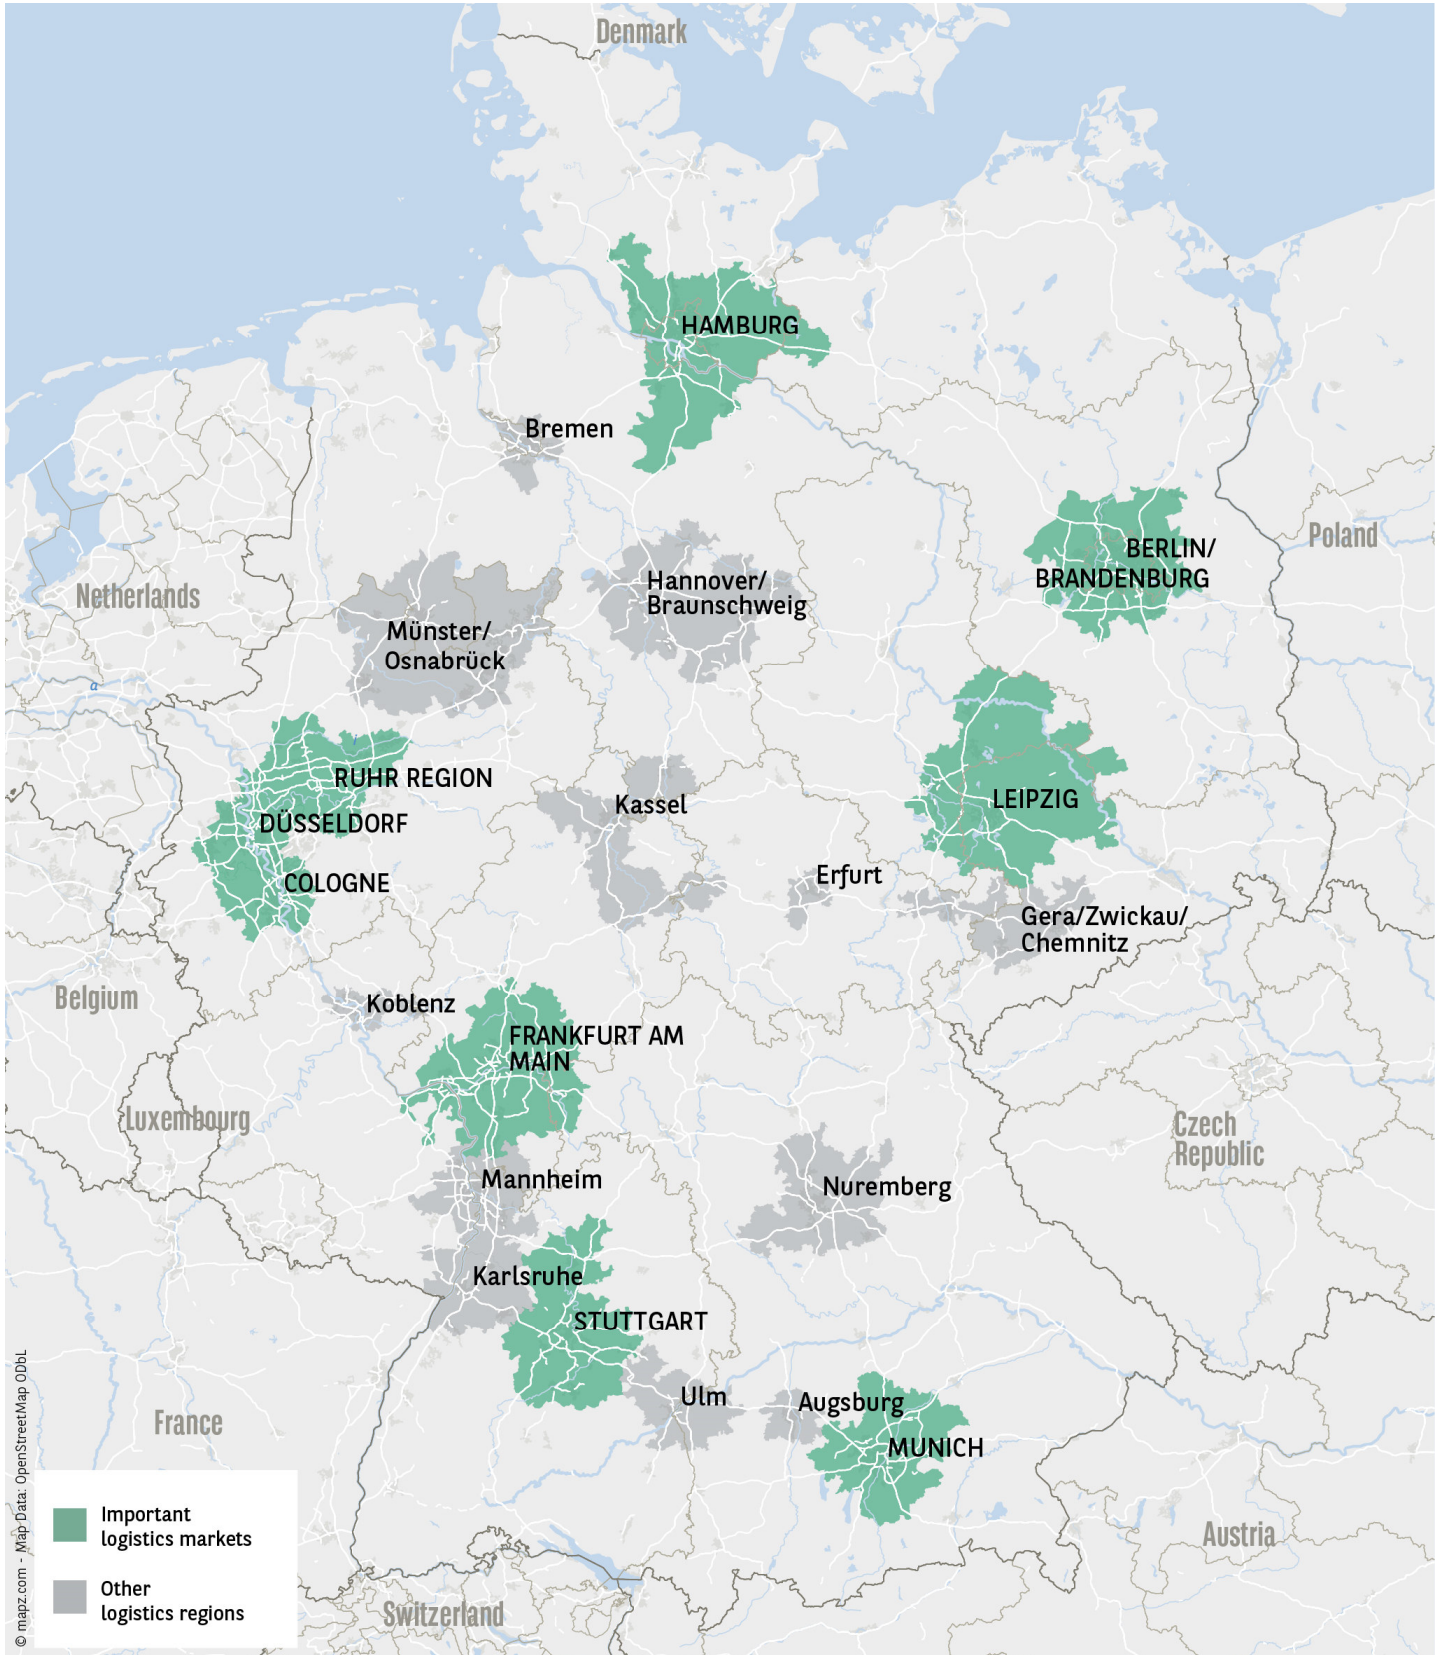 Denmark
HAMBURG
Bremen
Poland
BERLIN/
BRANDENBURG
Netherlands
Hannover/
Braunschweig
Münster/
Osnabrück
a
RUHR REGION
LEIPZIG
Kassel
DÜSSELDORF
COLOGNE
Erfurt
Gera/Zwickau/
Chemnitz
Belgium
Koblenz
FRANKFURT AM
MAIN
Luxembourg
Czech
Republic
Mannheim
Nuremberg
Karlsruhe
STUTTGART
Ulm
Augsburg
France
MUNICH
Austria
Switzerland
Important
logistics markets
Other
logistics regions
© mapz.com - Map Data: OpenStreetMap ODbL